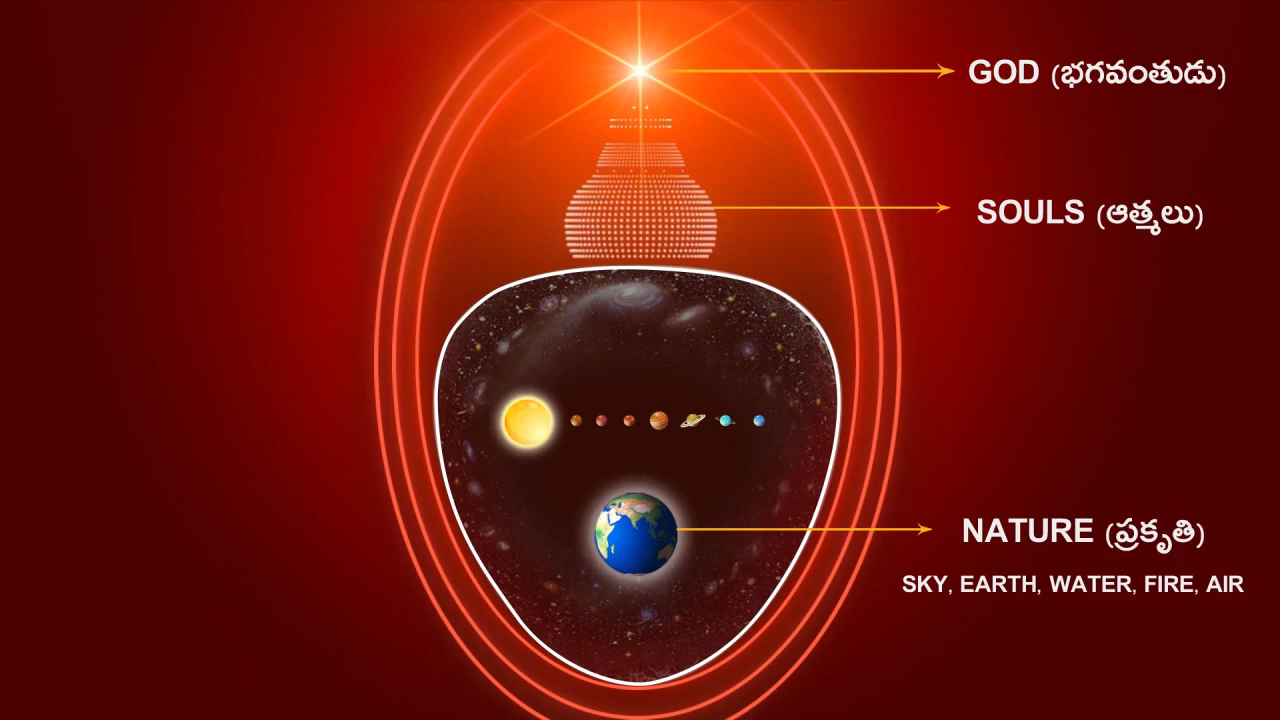 GOD (భగవంతుడు)
SOULS (ఆత్మలు)
NATURE (ప్రకృతి)
SKY, EARTH, WATER, FIRE, AIR